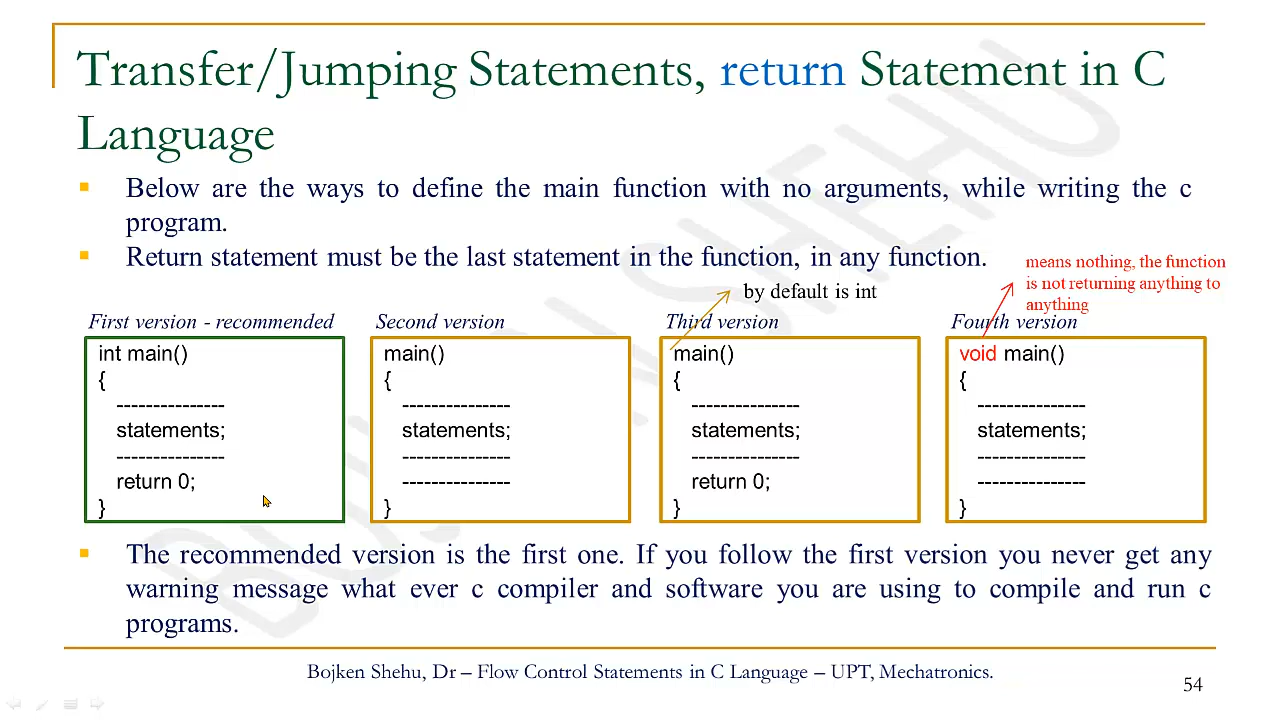 Transfer/Jumping Statements, return Statement in C
Language
▪ Below are the ways to define the main function with no arguments, while writing the c
program.
▪ Return statement must be the last statement in the function, in any function.
means nothing, the function
is not returning anything to
anything
by default is int
First version - recommended
int main()
{
---------------
statements;
---------------
return 0;
}
Second version
main()
{
---------------
statements;
---------------
---------------
}
Third version
main()
{
---------------
statements;
---------------
return 0;
}
Fourth version
void main()
{
---------------
statements;
---------------
---------------
}
▪ The recommended version is the first one. If you follow the first version you never get any
warning message what ever c compiler and software you are using to compile and run c
programs.
Bojken Shehu, Dr – Flow Control Statements in C Language – UPT, Mechatronics.
54